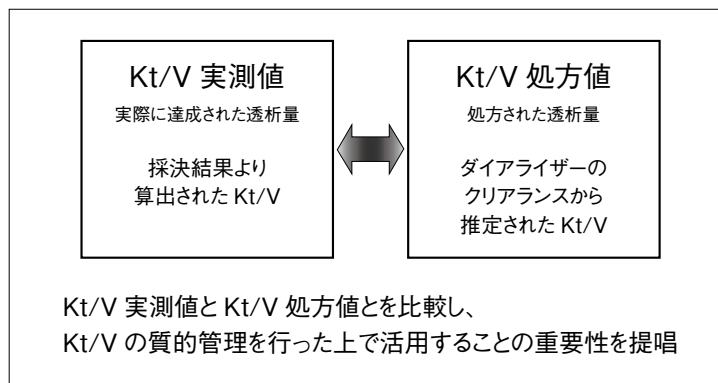 Kt/V 実測値
実際に達成された透析量
採決結果より
算出された Kt/V
Kt/V 処方値
処方された透析量
ダイアライザーの
クリアランスから
推定された Kt/V
Kt/V 実測値と Kt/V 処方値とを比較し、
Kt/V の質的管理を行った上で活用することの重要性を提唱